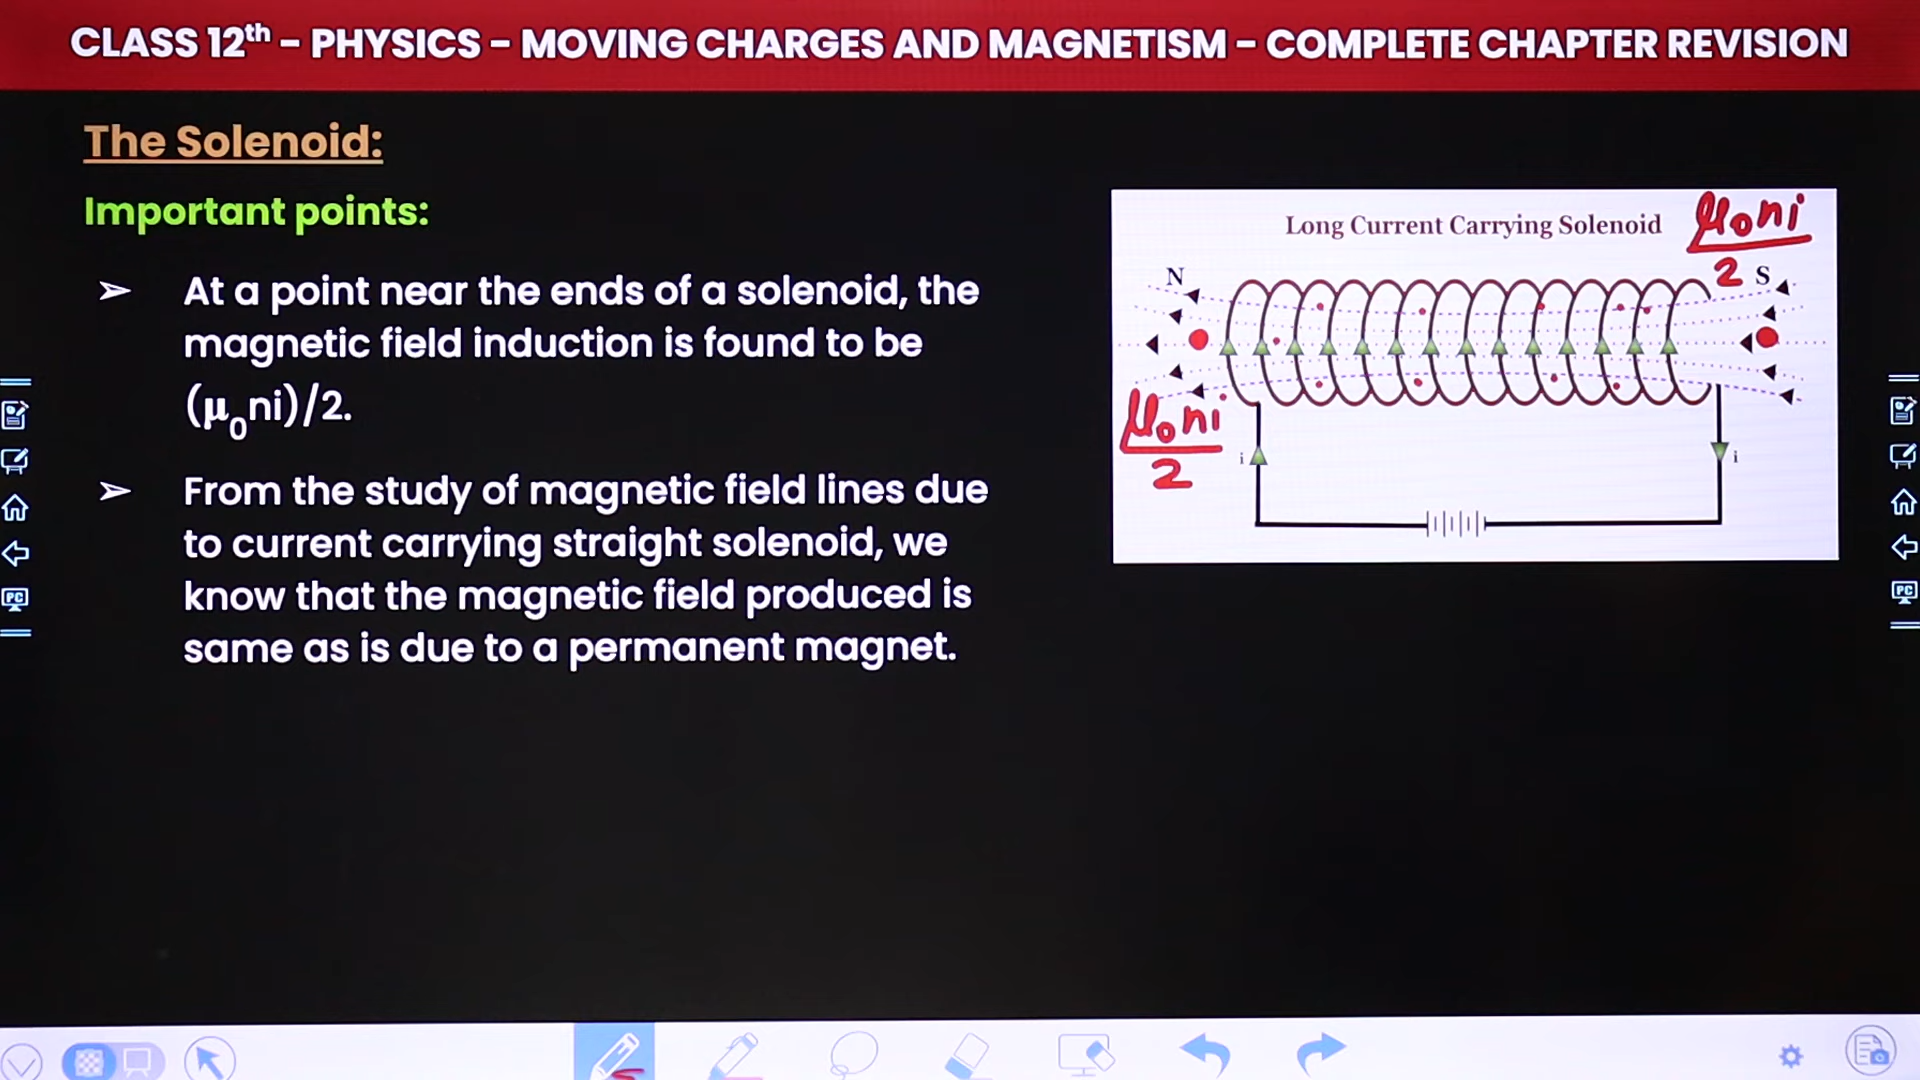 CLASS 12th - PHYSICS - MOVING CHARGES AND MAGNETISM - COMPLETE CHAPTER REVISION
The Solenoid:
Important points:
➢ At a point near the ends of a solenoid, the
magnetic field induction is found to be
(μ₀ni)/2.
➢ From the study of magnetic field lines due
to current carrying straight solenoid, we
know that the magnetic field produced is
same as is due to a permanent magnet.
Long Current Carrying Solenoid
μ₀ni
2
N
S
μ₀ni
2
i
i
PC
PC